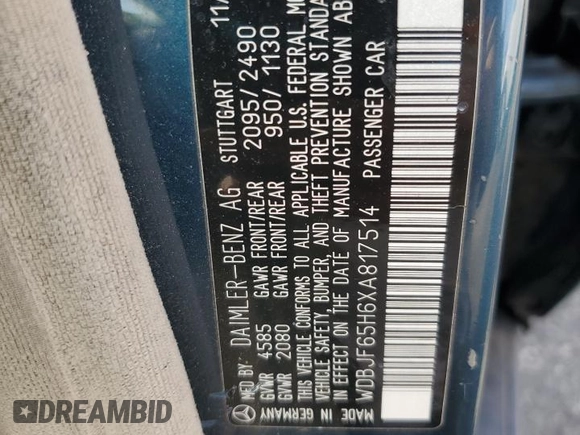 DAIMLER-BENZ AG STUTTGART 11/
GVWR 4585 GAWR FRONT/REAR 2095/2490
GVWR 2080 GAWR FRONT/REAR 950/1130
THIS VEHICLE CONFORMS TO ALL APPLICABLE U.S. FEDERAL MO
VEHICLE SAFETY, BUMPER, AND THEFT PREVENTION STANDA
IN EFFECT ON THE DATE OF MANUFACTURE SHOWN AB
WDBJF65H6XA817514 PASSENGER CAR
MADE IN GERMANY
DREAMBID